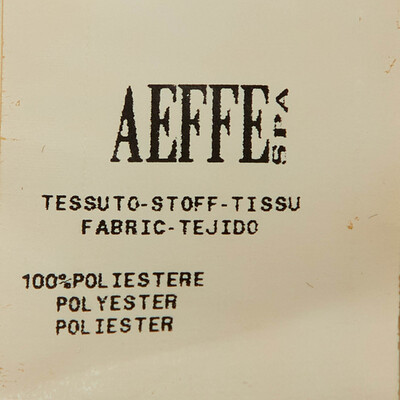 AEFFE SPA
TESSUTO-STOFF-TISSU
FABRIC-TEJIDO
100%POLIESTERE
POLYESTER
POLIESTER